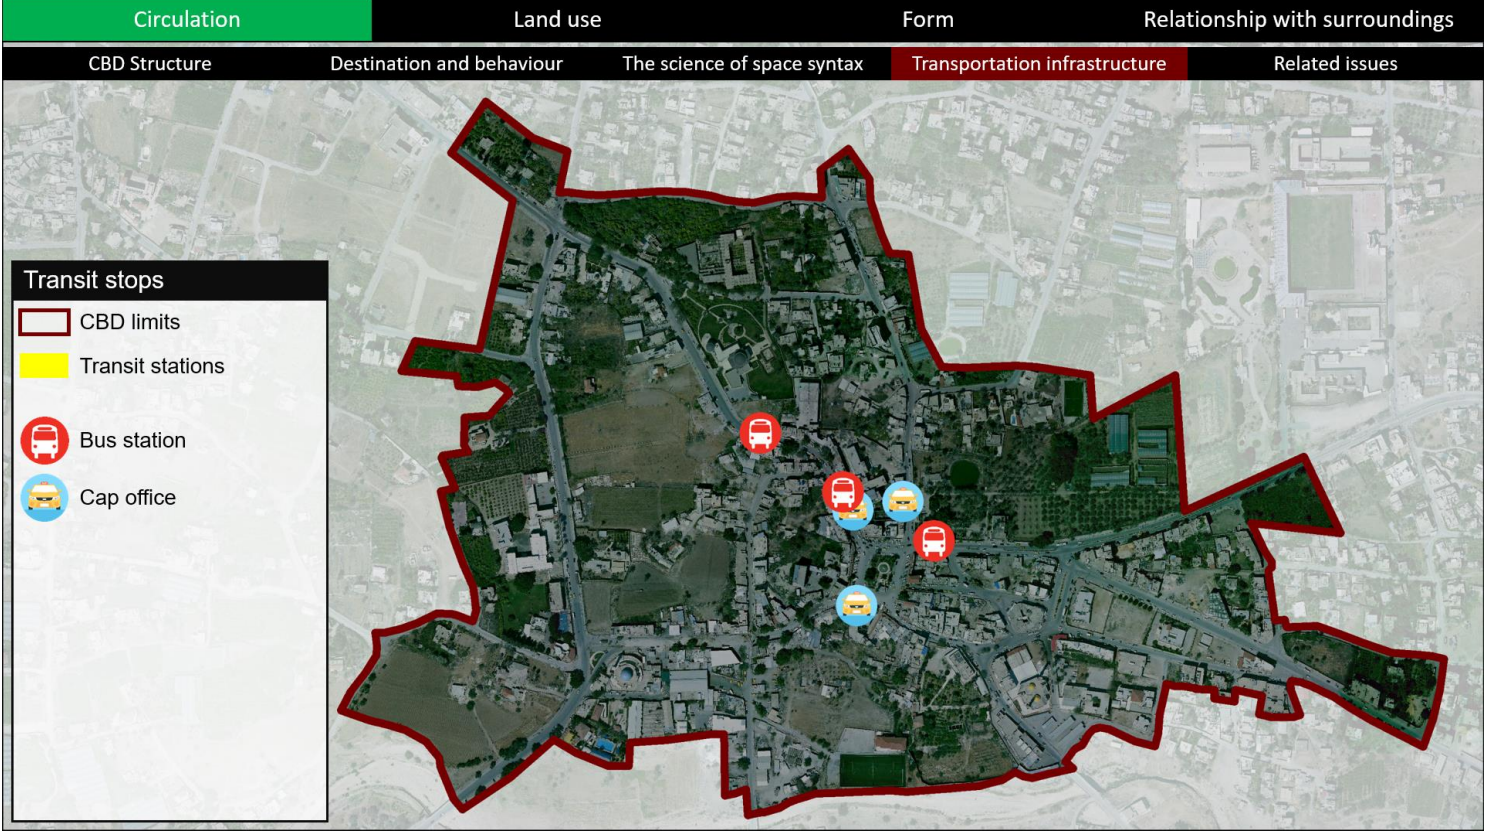 Circulation
Land use
Form
Relationship with surroundings
CBD Structure
Destination and behaviour
The science of space syntax
Transportation infrastructure
Related issues
Transit stops
CBD limits
Transit stations
Bus station
Cap office